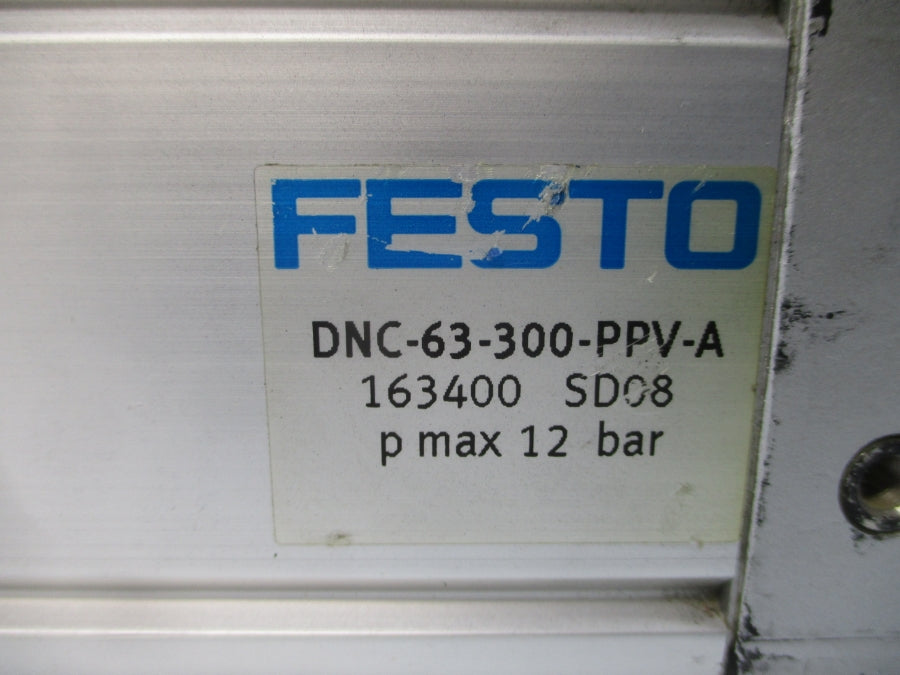 FESTO
DNC-63-300-PPV-A
163400 SD08
p max 12 bar